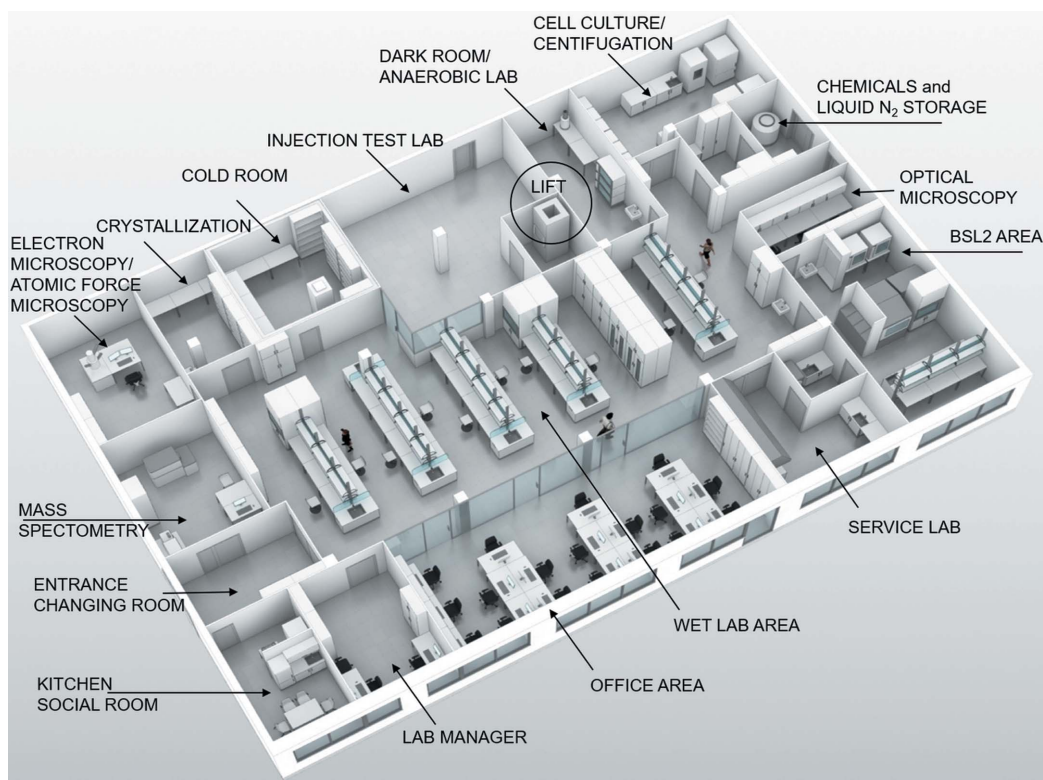 CELL CULTURE/
CENTIFUGATION
DARK ROOM/
ANAEROBIC LAB
CHEMICALS and
LIQUID N₂ STORAGE
INJECTION TEST LAB
COLD ROOM
LIFT
OPTICAL
MICROSCOPY
CRYSTALLIZATION
BSL2 AREA
ELECTRON
MICROSCOPY/
ATOMIC FORCE
MICROSCOPY
MASS
SPECTOMETRY
SERVICE LAB
ENTRANCE
CHANGING ROOM
WET LAB AREA
KITCHEN
SOCIAL ROOM
OFFICE AREA
LAB MANAGER